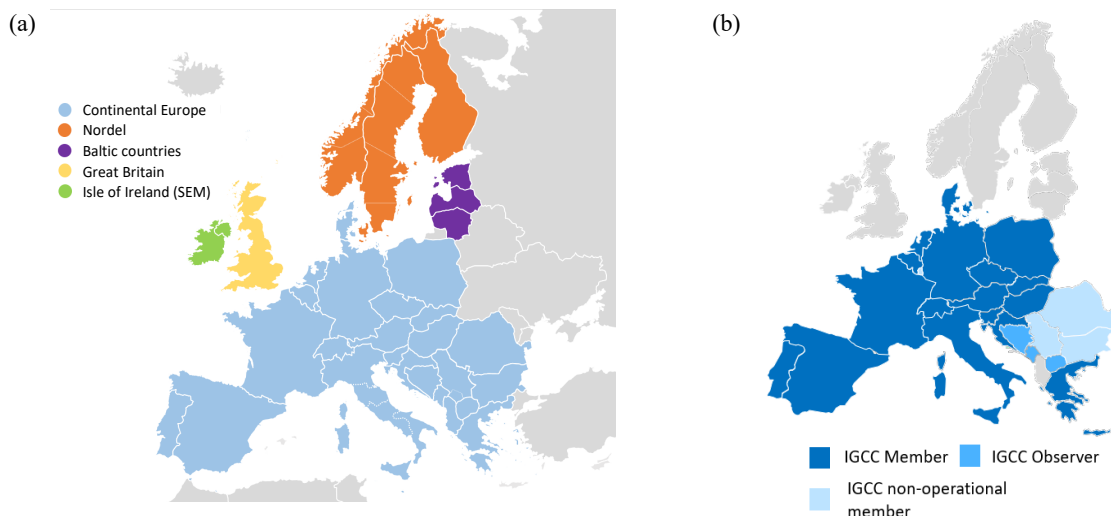 (a)
Continental Europe
Nordel
Baltic countries
Great Britain
Isle of Ireland (SEM)
(b)
IGCC Member
IGCC Observer
IGCC non-operational
member